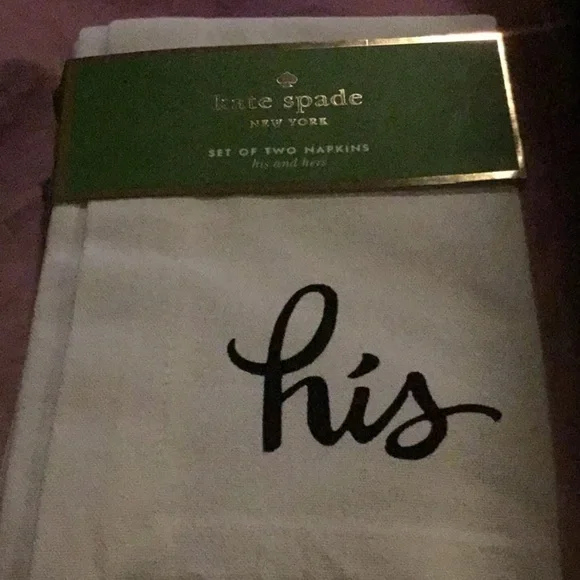 kate spade
NEW YORK
SET OF TWO NAPKINS
his and hers
his